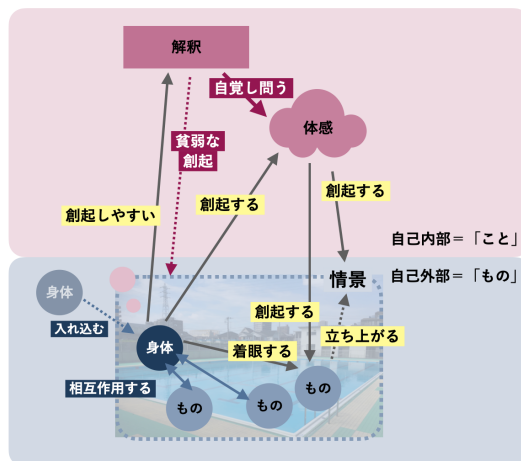 解釈
自覚し問う
体感
貧弱な
創起
創起しやすい
創起する
創起する
自己内部＝「こと」
自己外部＝「もの」
情景
身体
入れ込む
創起する
立ち上がる
身体
着眼する
相互作用する
もの
もの
もの